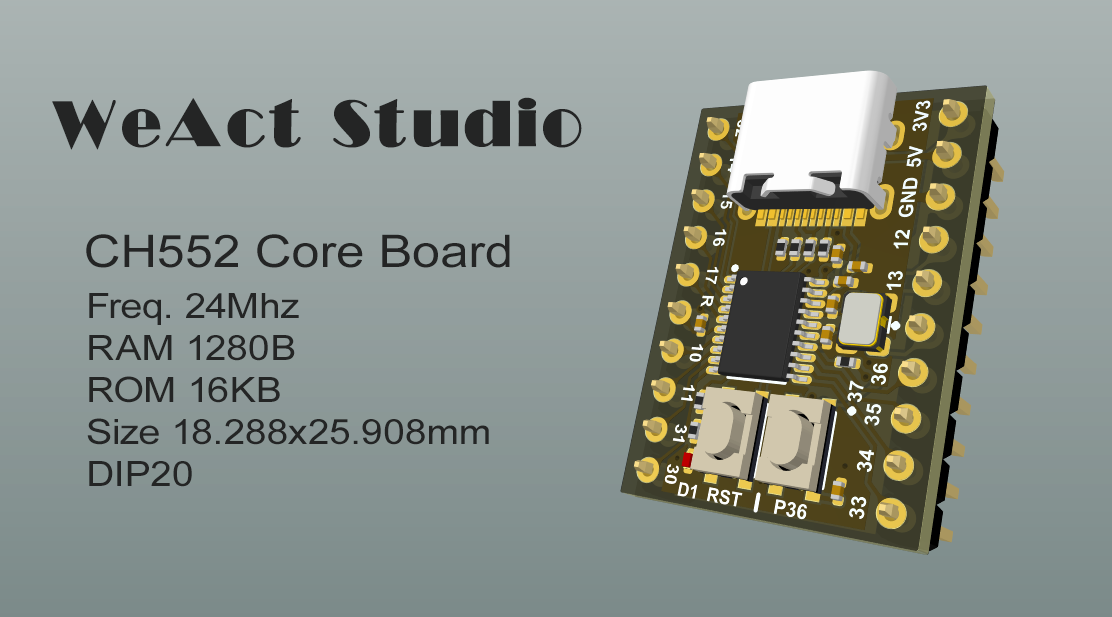 WeAct Studio
CH552 Core Board
Freq. 24Mhz
RAM 1280B
ROM 16KB
Size 18.288x25.908mm
DIP20
15
16
17
R
10
11
31
30
3V3
5V
GND
12
13
36
37
35
34
33
D1 RST | P36